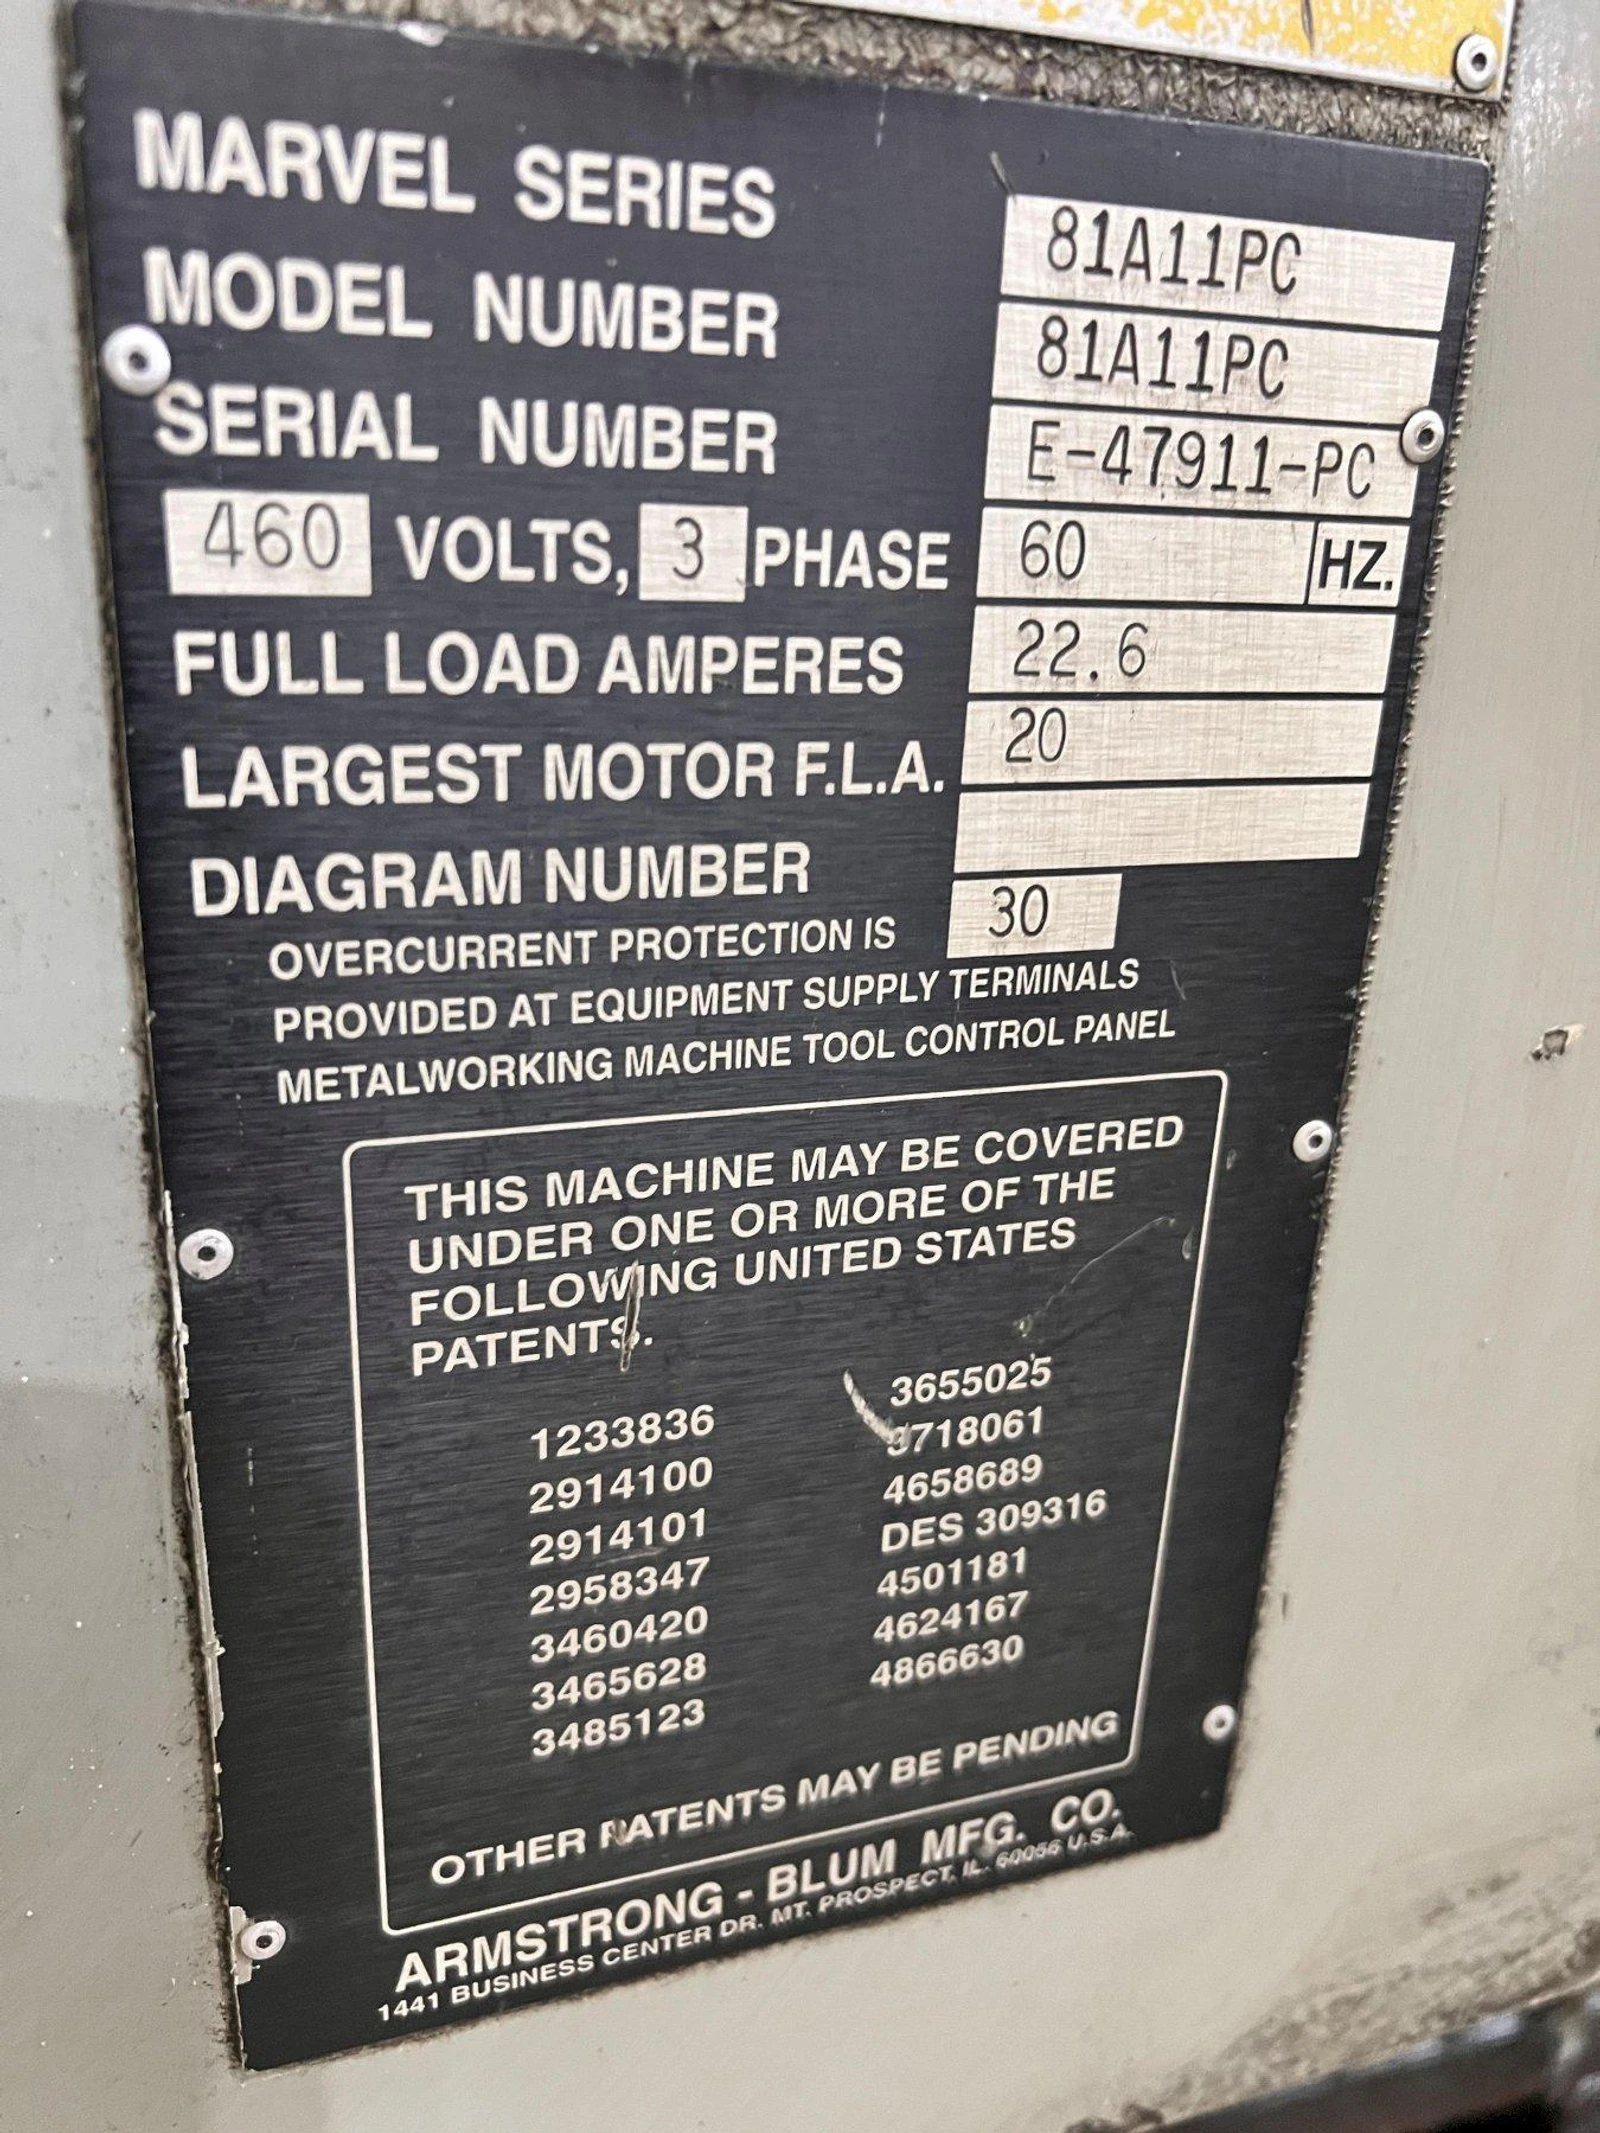 MARVEL SERIES 81A11PC
MODEL NUMBER 81A11PC
SERIAL NUMBER E-47911-PC
460 VOLTS, 3 PHASE 60 HZ.
FULL LOAD AMPERES 22.6
LARGEST MOTOR F.L.A. 20
DIAGRAM NUMBER
OVERCURRENT PROTECTION IS 30
PROVIDED AT EQUIPMENT SUPPLY TERMINALS
METALWORKING MACHINE TOOL CONTROL PANEL
THIS MACHINE MAY BE COVERED
UNDER ONE OR MORE OF THE
FOLLOWING UNITED STATES
PATENTS.
1233836
2914100
2914101
2958347
3460420
3465628
3485123
3655025
3718061
4658689
DES 309316
4501181
4624167
4866630
OTHER PATENTS MAY BE PENDING
ARMSTRONG - BLUM MFG. CO.
1441 BUSINESS CENTER DR. MT. PROSPECT, IL. 60056 U.S.A.